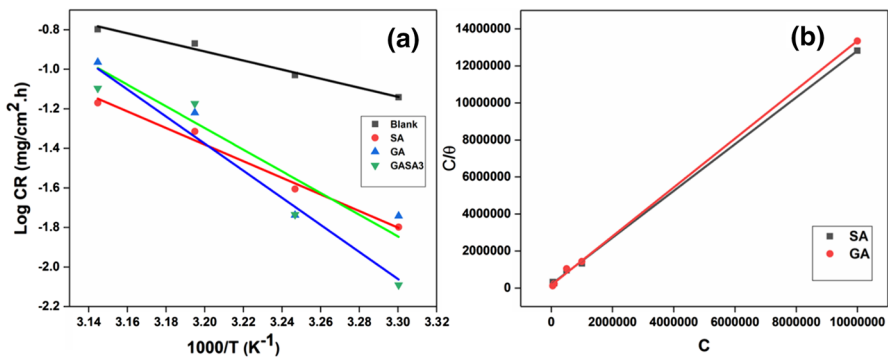 (a)
Log CR (mg/cm².h)
-0.8
-1.0
-1.2
-1.4
-1.6
-1.8
-2.0
-2.2
Blank
SA
GA
GASA3
3.14 3.16 3.18 3.20 3.22 3.24 3.26 3.28 3.30 3.32
1000/T (K⁻¹)
(b)
C/θ
14000000
12000000
10000000
8000000
6000000
4000000
2000000
0
SA
GA
0 2000000 4000000 6000000 8000000 10000000
C